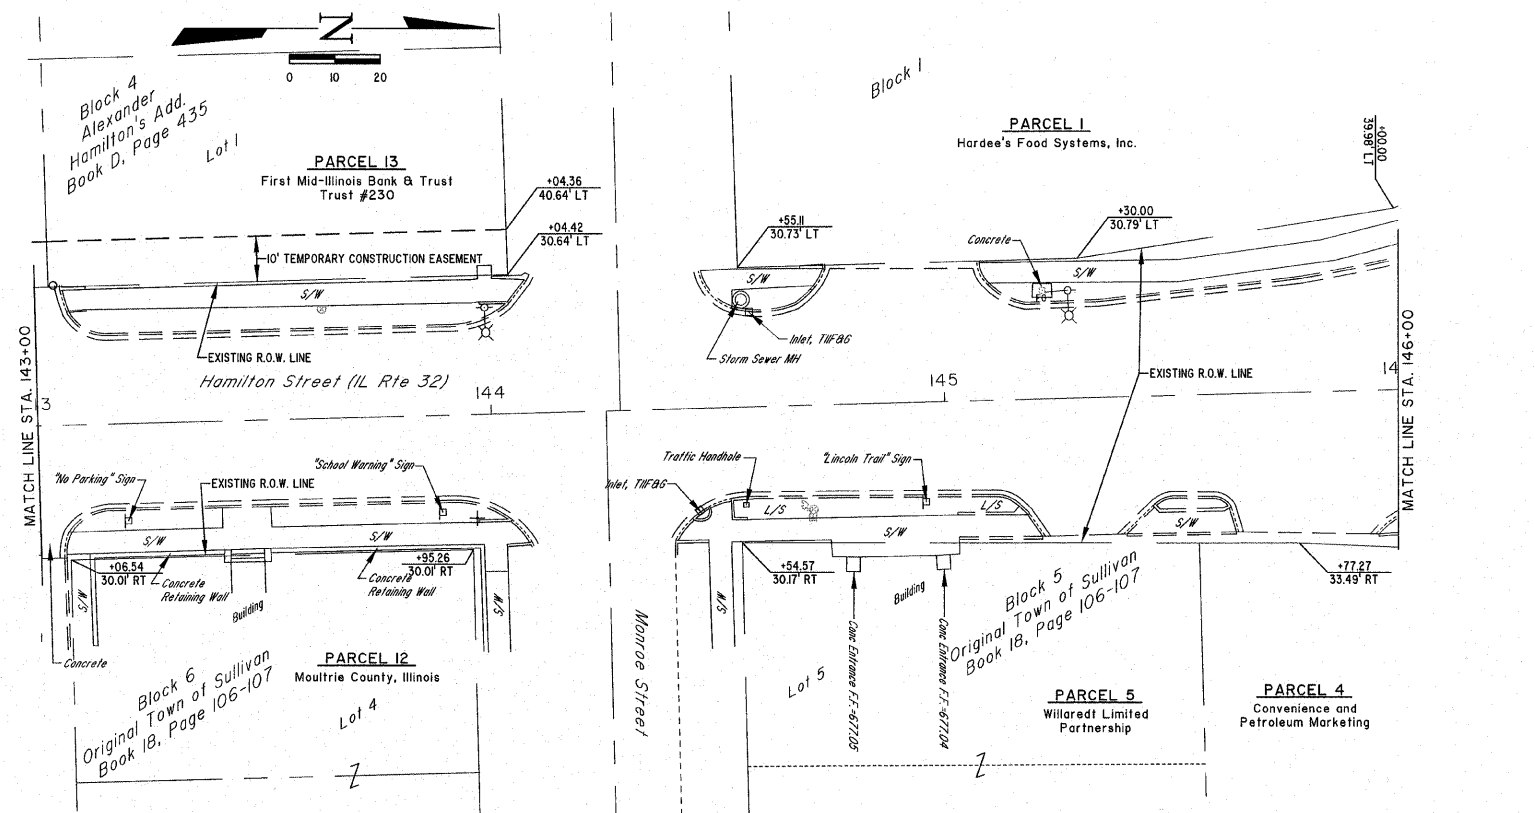 N
0 10 20
Block 4
Alexander
Hamilton's Add.
Book D, Page 435
Lot 1
PARCEL 13
First Mid-Illinois Bank & Trust
Trust #230
+04.36
40.64' LT
+04.42
30.64' LT
10' TEMPORARY CONSTRUCTION EASEMENT
S/W
EXISTING R.O.W. LINE
Hamilton Street (IL Rte 32)
MATCH LINE STA. 143+00
3
144
Block 1
PARCEL 1
Hardee's Food Systems, Inc.
+00.00
39.98' LT
+55.11
30.73' LT
+30.00
30.79' LT
Concrete
S/W
S/W
Inlet, T11F&G
Storm Sewer MH
145
14
EXISTING R.O.W. LINE
MATCH LINE STA. 146+00
"No Parking" Sign
"School Warning" Sign
EXISTING R.O.W. LINE
S/W
S/W
+06.54
30.01' RT
+95.26
30.01' RT
Concrete
Retaining Wall
Concrete
Retaining Wall
Building
S/W
S/W
Concrete
Block 6
Original Town of Sullivan
Book 18, Page 106-107
PARCEL 12
Moultrie County, Illinois
Lot 4
Z
Monroe Street
Traffic Handhole
"Lincoln Trail" Sign
Inlet, T11F&G
L/S
L/S
S/W
S/W
S/W
+54.57
30.17' RT
+77.27
33.49' RT
Building
Conc Entrance F.F.=677.05
Conc Entrance F.F.=677.04
Block 5
Original Town of Sullivan
Book 18, Page 106-107
Lot 5
PARCEL 5
Willaredt Limited
Partnership
PARCEL 4
Convenience and
Petroleum Marketing
Z